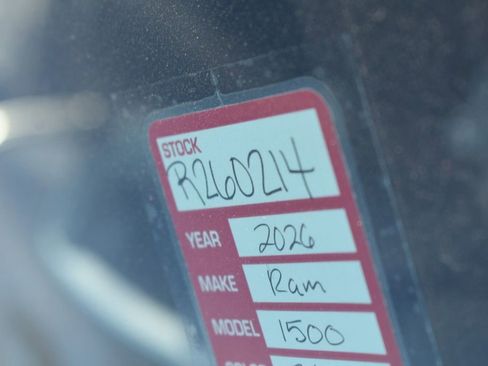 STOCK
R260214
YEAR 2026
MAKE Ram
MODEL 1500